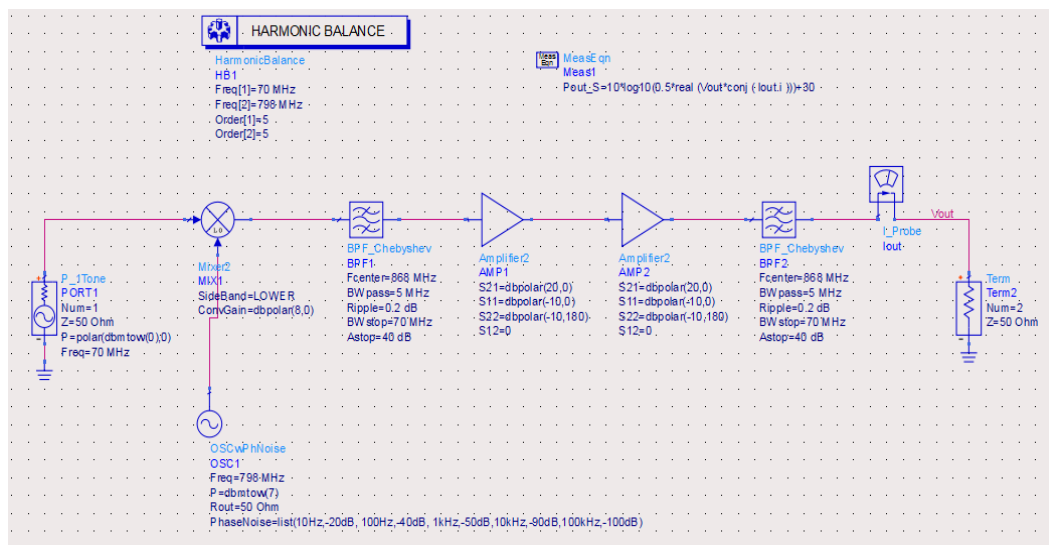 HARMONIC BALANCE
HarmonicBalance
HB1
Freq[1]=70 MHz
Freq[2]=798 MHz
Order[1]=5
Order[2]=5
Meas
Eqn
MeasEqn
Meas1
Pout_S=10*log10(0.5*real (Vout*conj (Iout.i )))+30
P_1Tone
PORT1
Num=1
Z=50 Ohm
P=polar(dbmtow(0),0)
Freq=70 MHz
LO
Mixer2
MIX1
SideBand=LOWER
ConvGain=dbpolar(8,0)
OSCwPhNoise
OSC1
Freq=798 MHz
P=dbmtow(7)
Rout=50 Ohm
PhaseNoise=list(10Hz,-20dB, 100Hz,-40dB, 1kHz,-50dB,10kHz,-90dB,100kHz,-100dB)
BPF_Chebyshev
BPF1
Fcenter=868 MHz
BWpass=5 MHz
Ripple=0.2 dB
BWstop=70 MHz
Astop=40 dB
Amplifier2
AMP1
S21=dbpolar(20,0)
S11=dbpolar(-10,0)
S22=dbpolar(-10,180)
S12=0
Amplifier2
AMP2
S21=dbpolar(20,0)
S11=dbpolar(-10,0)
S22=dbpolar(-10,180)
S12=0
BPF_Chebyshev
BPF2
Fcenter=868 MHz
BWpass=5 MHz
Ripple=0.2 dB
BWstop=70 MHz
Astop=40 dB
I_Probe
Iout
Vout
Term
Term2
Num=2
Z=50 Ohm